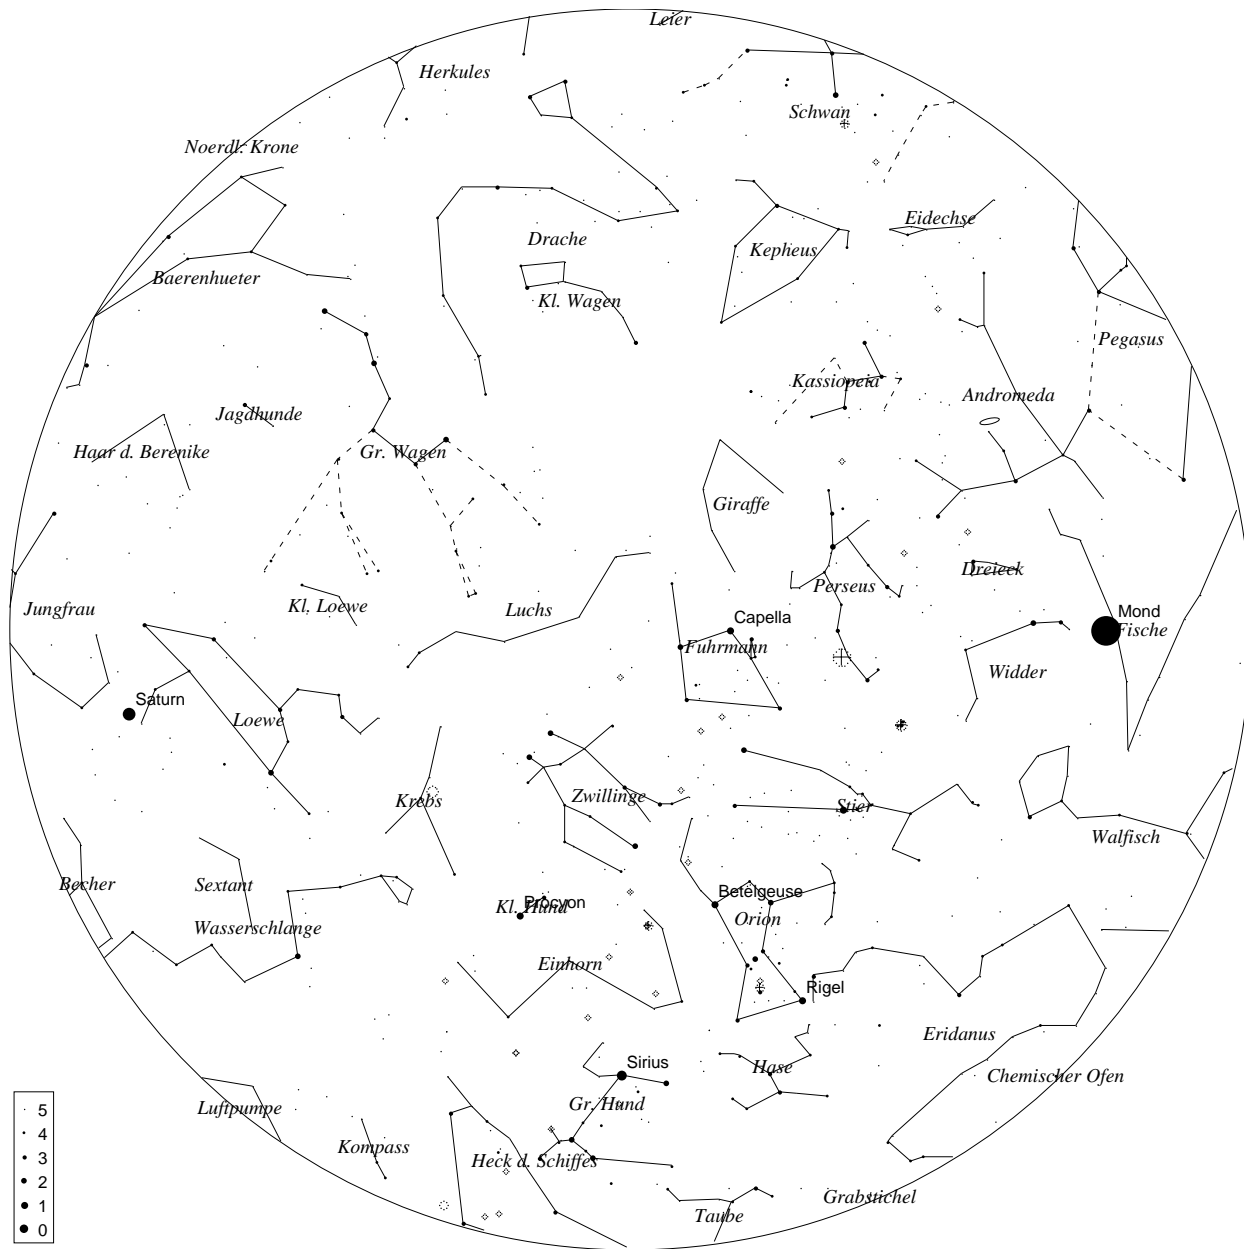 Leier
Herkules
Schwan
Noerdl. Krone
Eidechse
Drache
Kepheus
Baerenhueter
Kl. Wagen
Pegasus
Kassiopeia
Andromeda
Jagdhunde
Haar d. Berenike
Gr. Wagen
Giraffe
Dreieck
Perseus
Jungfrau
Kl. Loewe
Luchs
Capella
Mond
Fische
Fuhrmann
Widder
Saturn
Loewe
Zwillinge
Krebs
Stier
Walfisch
Becher
Sextant
Betelgeuse
Procyon
Kl. Hund
Orion
Wasserschlange
Einhorn
Rigel
Eridanus
Sirius
Hase
Chemischer Ofen
Luftpumpe
Gr. Hund
Kompass
Heck d. Schiffes
Grabstichel
Taube
5
4
3
2
1
0